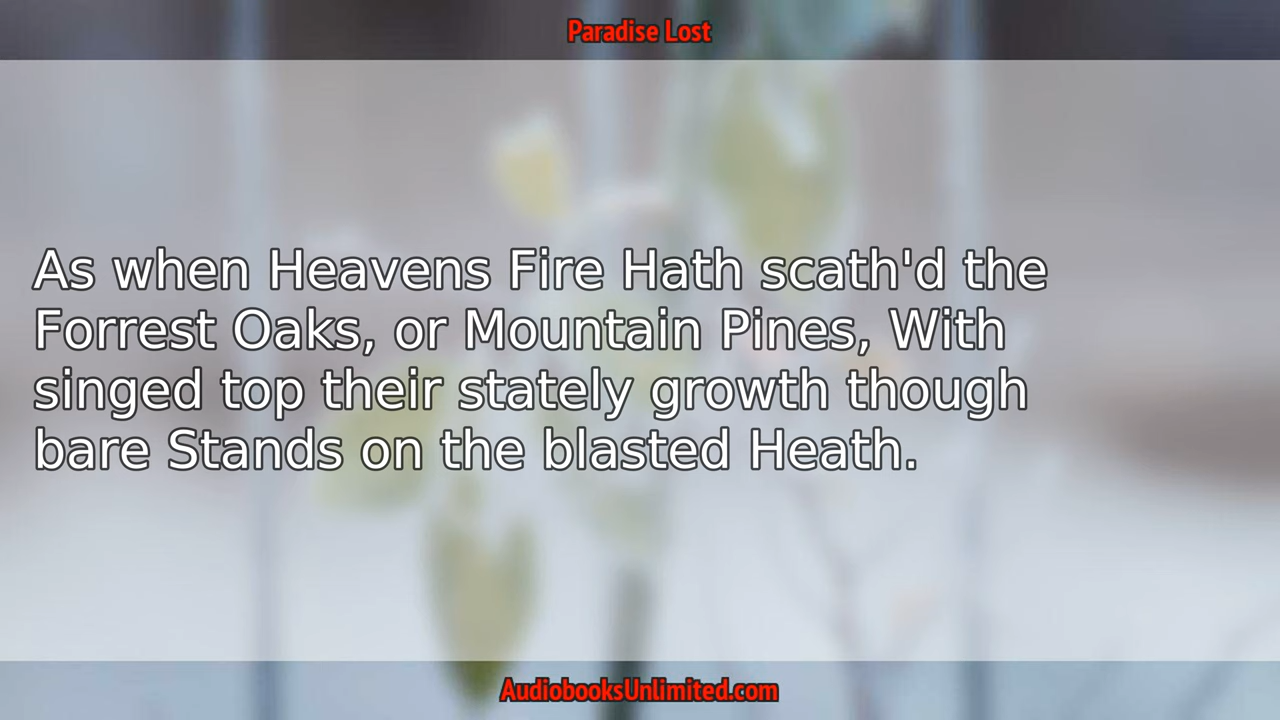 Paradise Lost
As when Heavens Fire Hath scath'd the
Forrest Oaks, or Mountain Pines, With
singed top their stately growth though
bare Stands on the blasted Heath.
AudiobooksUnlimited.com